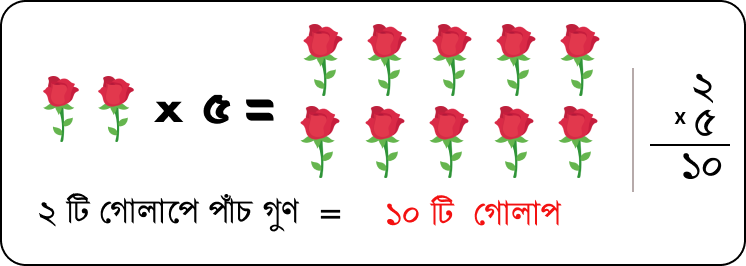 x ৫ =
২
x ৫
১০
২ টি গোলাপে পাঁচ গুণ = ১০ টি গোলাপ